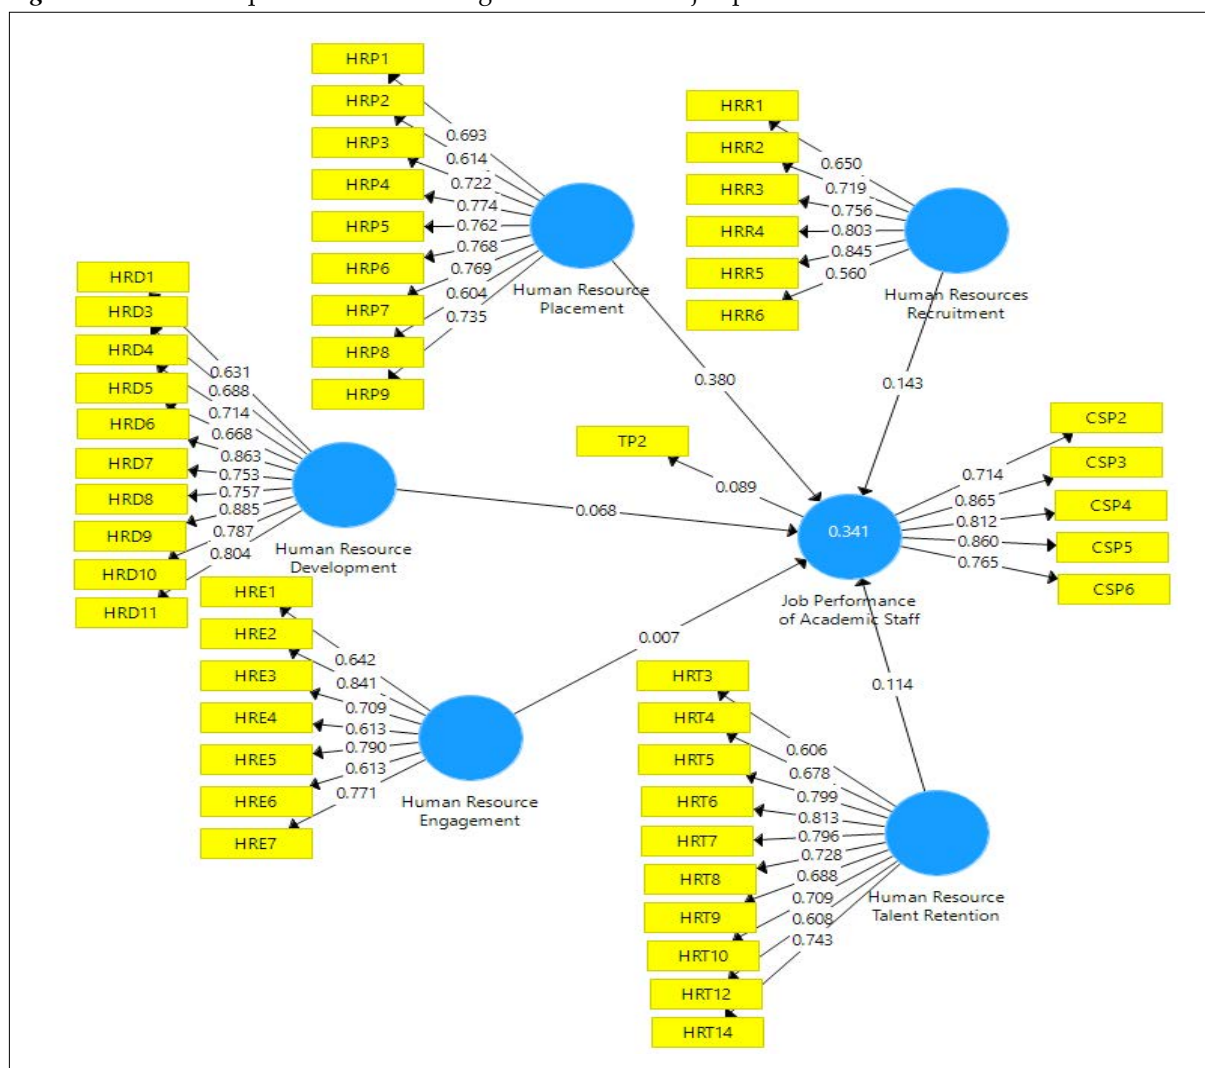 HRP1
HRP2
HRP3
HRP4
HRP5
HRP6
HRP7
HRP8
HRP9
0.693
0.614
0.722
0.774
0.762
0.768
0.769
0.604
0.735
Human Resource
Placement
HRR1
HRR2
HRR3
HRR4
HRR5
HRR6
0.650
0.719
0.756
0.803
0.845
0.560
Human Resources
Recruitment
HRD1
HRD3
HRD4
HRD5
HRD6
HRD7
HRD8
HRD9
HRD10
HRD11
0.631
0.688
0.714
0.668
0.863
0.753
0.757
0.885
0.787
0.804
Human Resource
Development
0.380
0.143
0.068
0.007
0.114
TP2
0.089
0.341
Job Performance
of Academic Staff
0.714
0.865
0.812
0.860
0.765
CSP2
CSP3
CSP4
CSP5
CSP6
HRE1
HRE2
HRE3
HRE4
HRE5
HRE6
HRE7
0.642
0.841
0.709
0.613
0.790
0.613
0.771
Human Resource
Engagement
HRT3
HRT4
HRT5
HRT6
HRT7
HRT8
HRT9
HRT10
HRT12
HRT14
0.606
0.678
0.799
0.813
0.796
0.728
0.688
0.709
0.608
0.743
Human Resource
Talent Retention